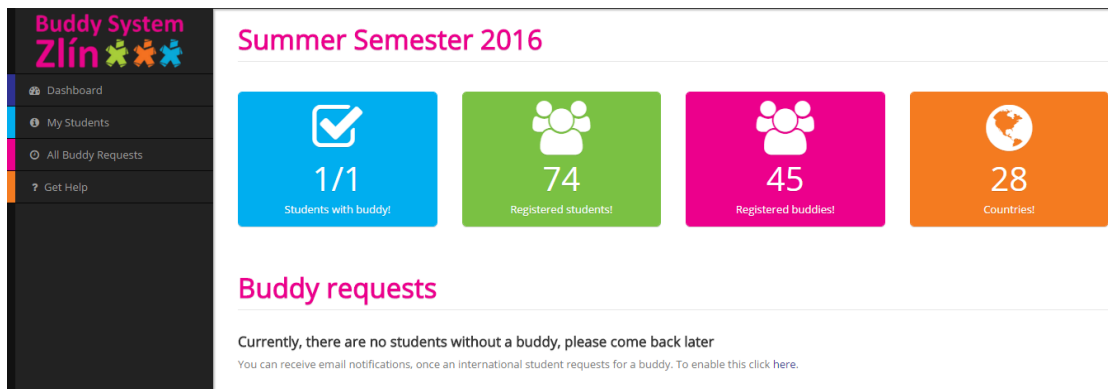 Buddy System
Zlín
Dashboard
My Students
All Buddy Requests
? Get Help
Summer Semester 2016
1/1
Students with buddy!
74
Registered students!
45
Registered buddies!
28
Countries!
Buddy requests
Currently, there are no students without a buddy, please come back later
You can receive email notifications, once an international student requests for a buddy. To enable this click here.